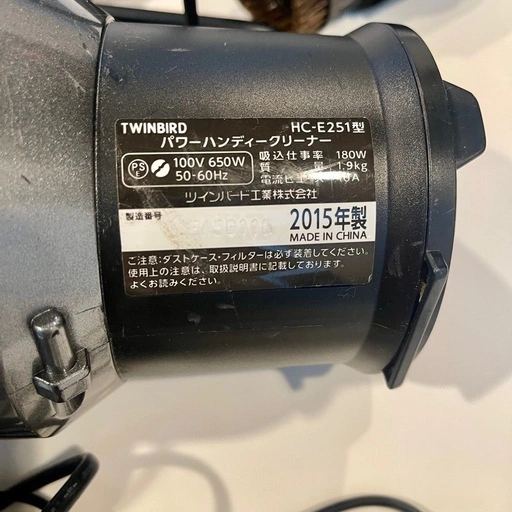 TWINBIRD HC-E251型
パワーハンディークリーナー
PS E 100V 650W 吸込仕事率 180W
50-60Hz 質 量 1.9kg
ツインバード工業株式会社
製造番号 2015年製
MADE IN CHINA
ご注意:ダストケース・フィルターは必ず装着してください。
使用上の注意は、取扱説明書に記載しております。
よくお読みください。